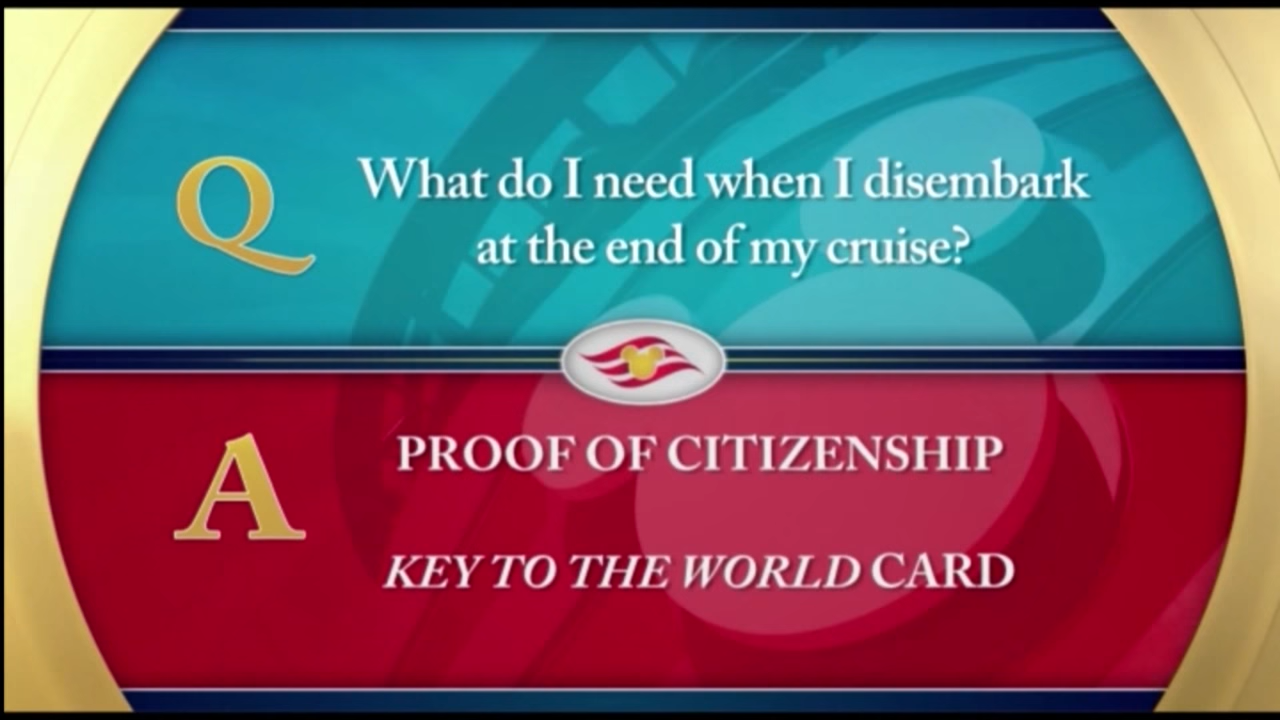 Q
What do I need when I disembark
at the end of my cruise?
A
PROOF OF CITIZENSHIP
KEY TO THE WORLD CARD